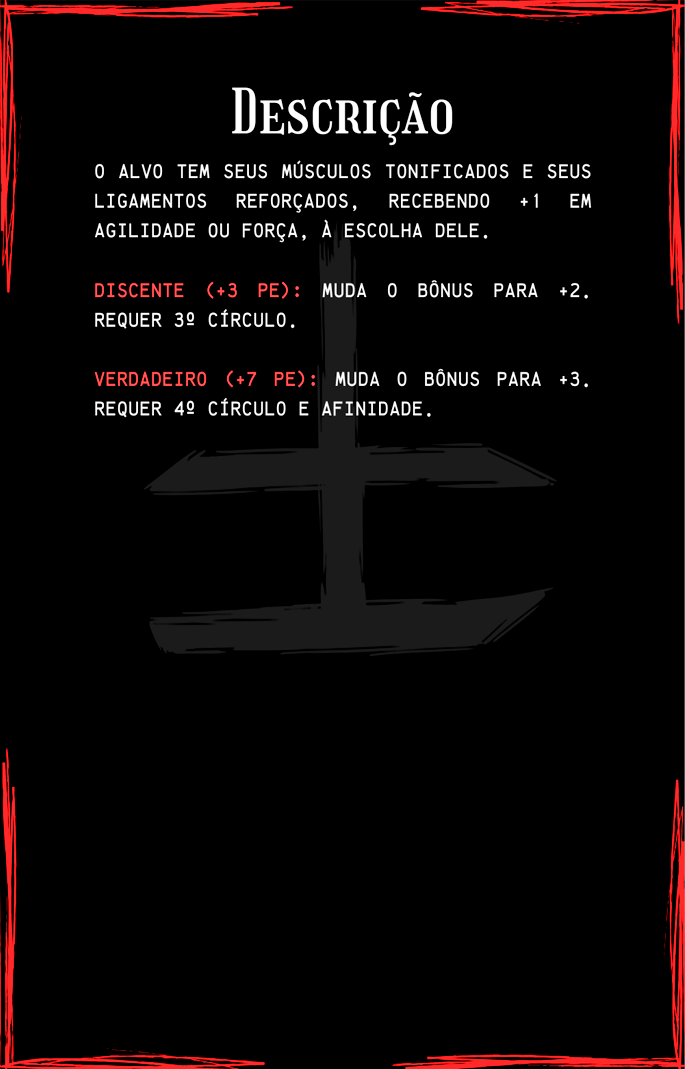 Descrição
O ALVO TEM SEUS MÚSCULOS TONIFICADOS E SEUS
LIGAMENTOS REFORÇADOS, RECEBENDO +1 EM
AGILIDADE OU FORÇA, À ESCOLHA DELE.
DISCENTE (+3 PE): MUDA O BÔNUS PARA +2.
REQUER 3º CÍRCULO.
VERDADEIRO (+7 PE): MUDA O BÔNUS PARA +3.
REQUER 4º CÍRCULO E AFINIDADE.